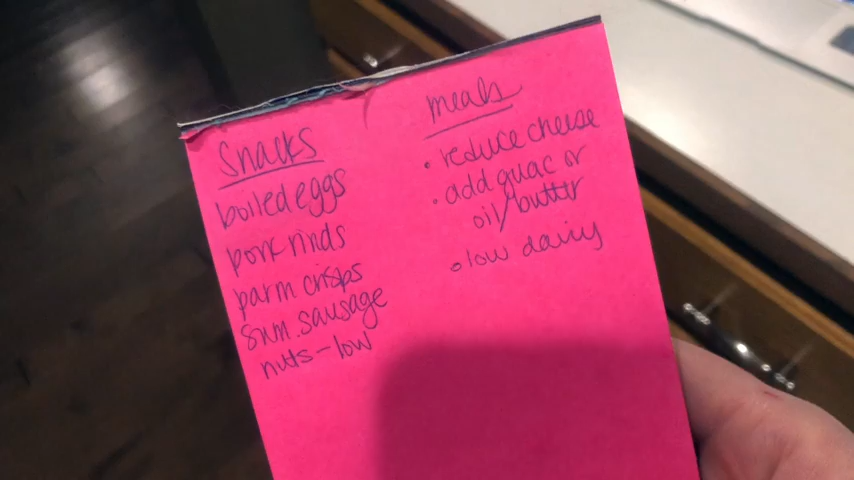 Snacks
boiled eggs
pork rinds
parm crisps
sum. sausage
nuts - low
meals
• reduce cheese
• add guac or
oil/butter
• low dairy